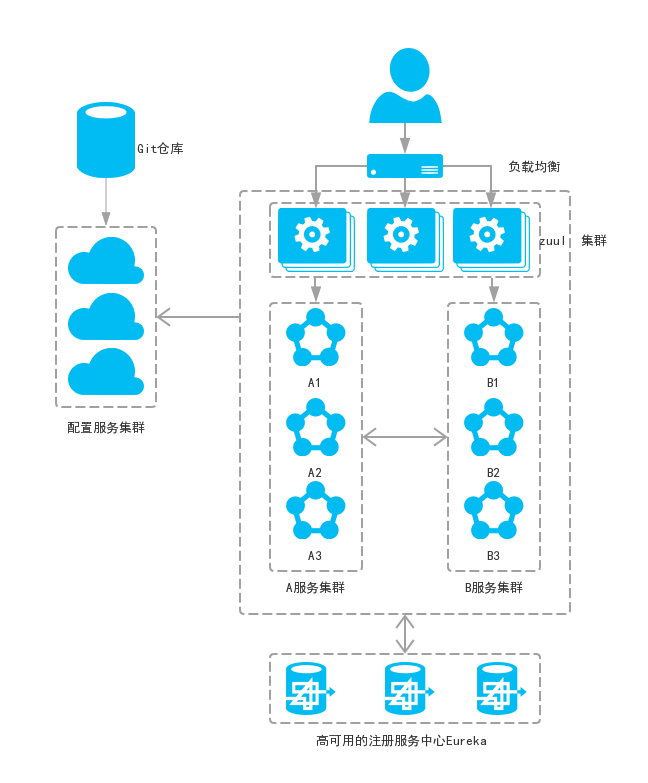 Git仓库
负载均衡
zuul 集群
A1
B1
配置服务集群
A2
B2
A3
B3
A服务集群
B服务集群
高可用的注册服务中心Eureka